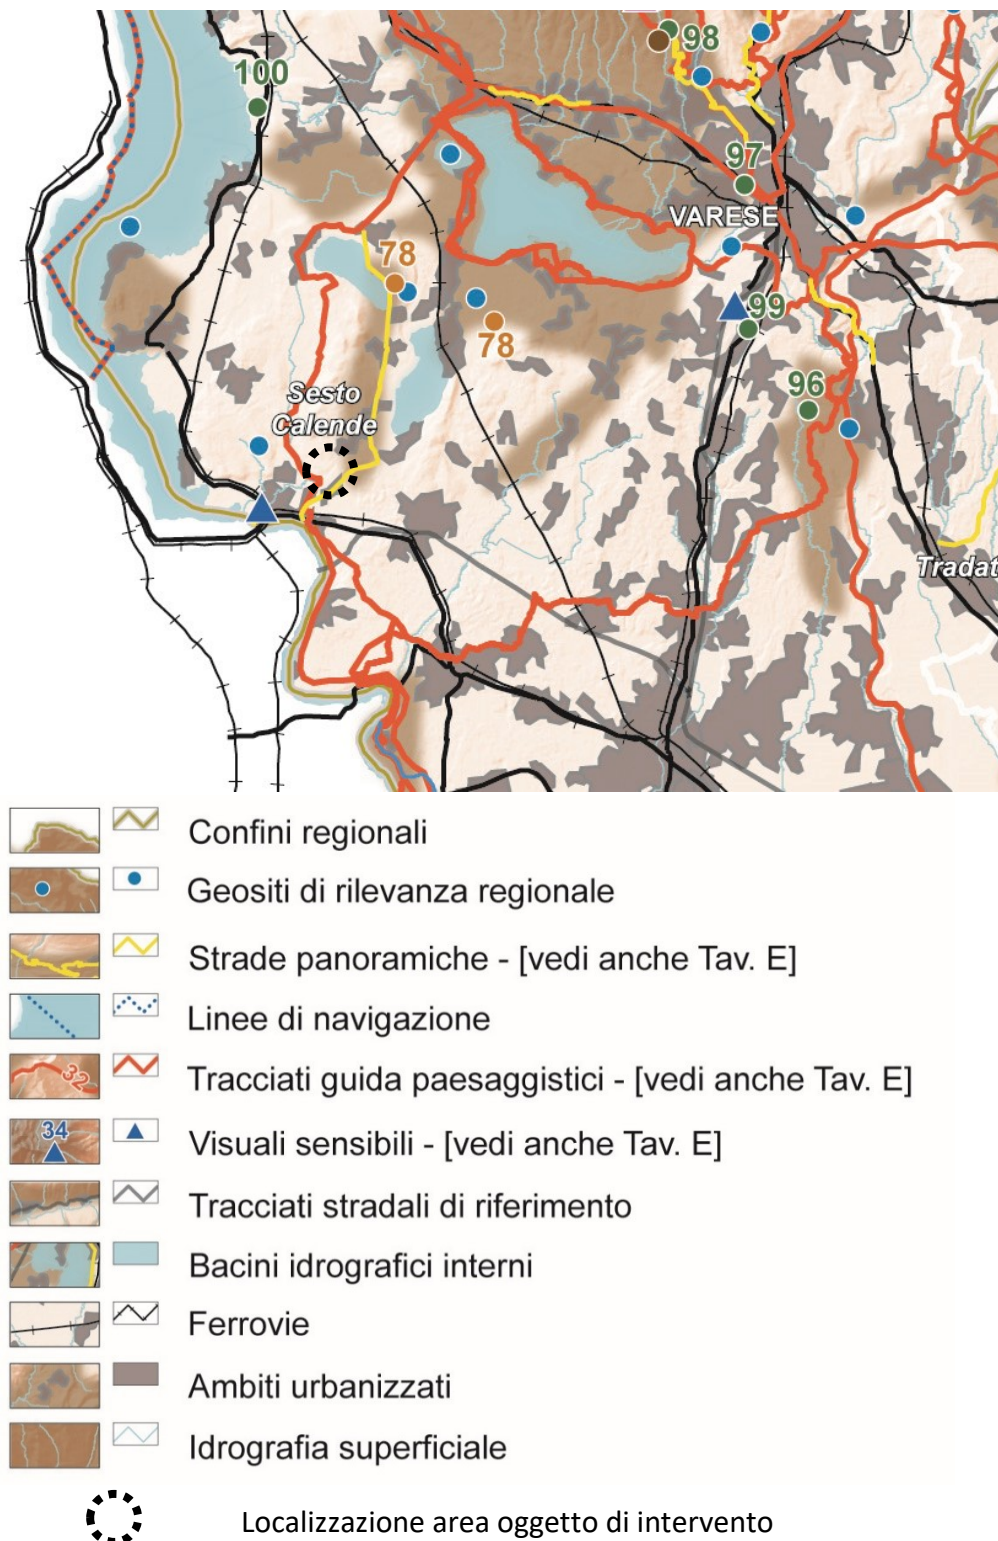 98
100
97
VARESE
78
99
78
Sesto
Calende
96
Tradat
Confini regionali
Geositi di rilevanza regionale
Strade panoramiche - [vedi anche Tav. E]
Linee di navigazione
32
Tracciati guida paesaggistici - [vedi anche Tav. E]
34
Visuali sensibili - [vedi anche Tav. E]
Tracciati stradali di riferimento
Bacini idrografici interni
Ferrovie
Ambiti urbanizzati
Idrografia superficiale
Localizzazione area oggetto di intervento